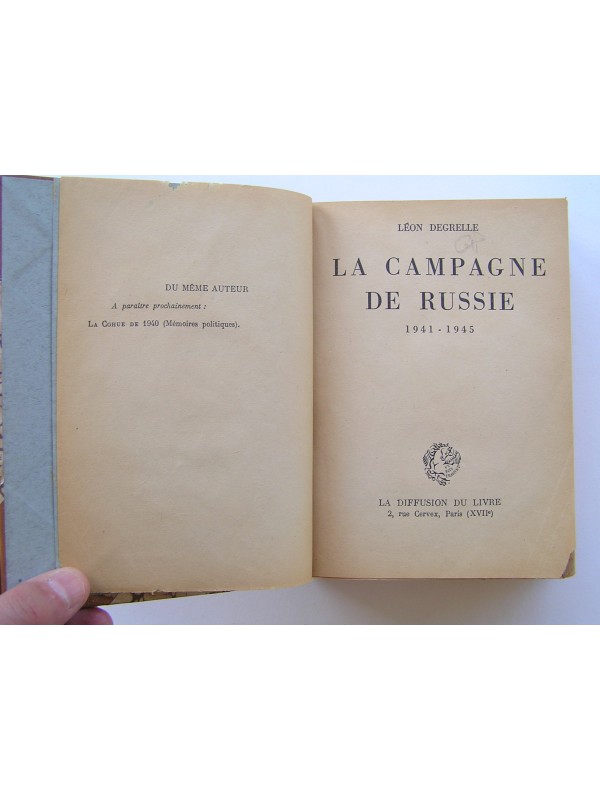 DU MÊME AUTEUR
A paraître prochainement :
LA COHUE DE 1940 (Mémoires politiques).
LÉON DEGRELLE
LA CAMPAGNE
DE RUSSIE
1941 - 1945
LA DIFFUSION DU LIVRE
2, rue Cervex, Paris (XVIIe)